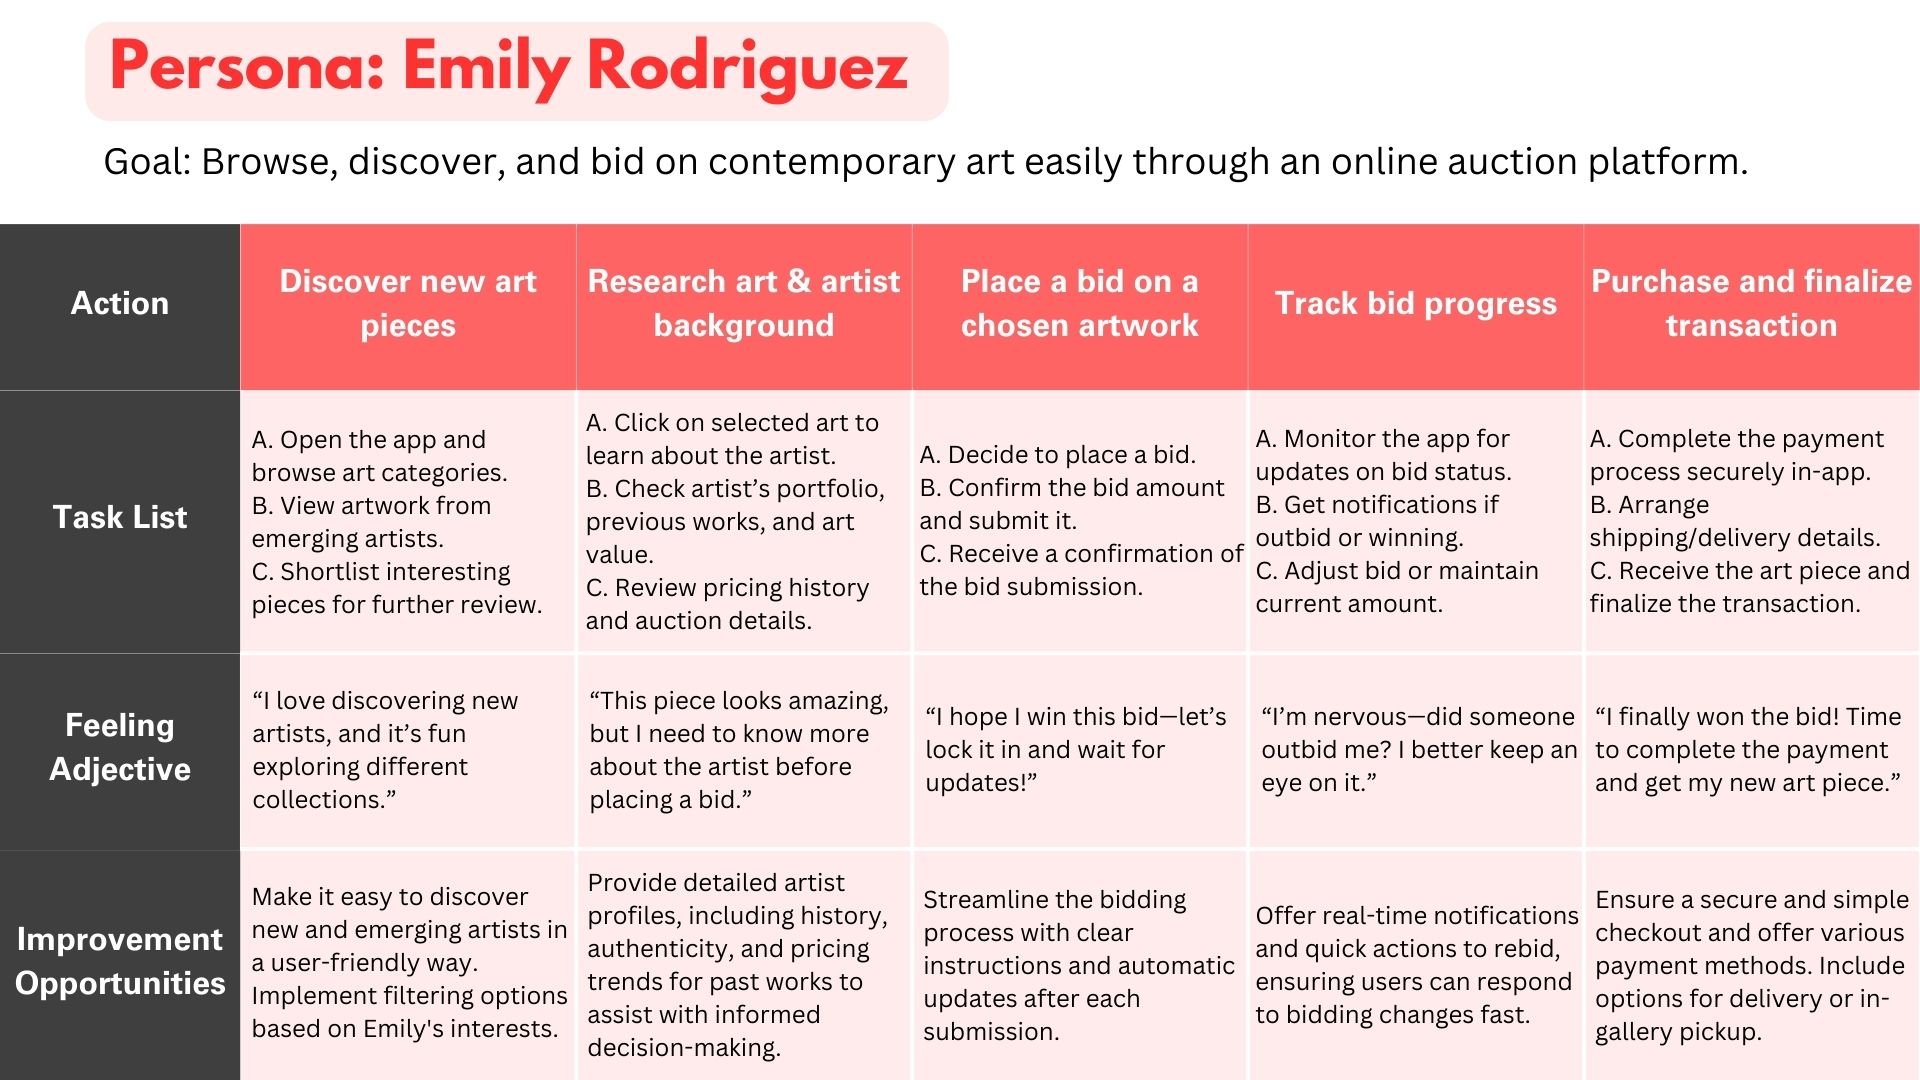 Persona: Emily Rodriguez
Goal: Browse, discover, and bid on contemporary art easily through an online auction platform.
Action
Discover new art
pieces
Research art & artist
background
Place a bid on a
chosen artwork
Track bid progress
Purchase and finalize
transaction
Task List
A. Open the app and
browse art categories.
B. View artwork from
emerging artists.
C. Shortlist interesting
pieces for further review.
A. Click on selected art to
learn about the artist.
B. Check artist’s portfolio,
previous works, and art
value.
C. Review pricing history
and auction details.
A. Decide to place a bid.
B. Confirm the bid amount
and submit it.
C. Receive a confirmation of
the bid submission.
A. Monitor the app for
updates on bid status.
B. Get notifications if
outbid or winning.
C. Adjust bid or maintain
current amount.
A. Complete the payment
process securely in-app.
B. Arrange
shipping/delivery details.
C. Receive the art piece and
finalize the transaction.
Feeling
Adjective
“I love discovering new
artists, and it’s fun
exploring different
collections.”
“This piece looks amazing,
but I need to know more
about the artist before
placing a bid.”
“I hope I win this bid—let’s
lock it in and wait for
updates!”
“I’m nervous—did someone
outbid me? I better keep an
eye on it.”
“I finally won the bid! Time
to complete the payment
and get my new art piece.”
Improvement
Opportunities
Make it easy to discover
new and emerging artists in
a user-friendly way.
Implement filtering options
based on Emily's interests.
Provide detailed artist
profiles, including history,
authenticity, and pricing
trends for past works to
assist with informed
decision-making.
Streamline the bidding
process with clear
instructions and automatic
updates after each
submission.
Offer real-time notifications
and quick actions to rebid,
ensuring users can respond
to bidding changes fast.
Ensure a secure and simple
checkout and offer various
payment methods. Include
options for delivery or in-
gallery pickup.